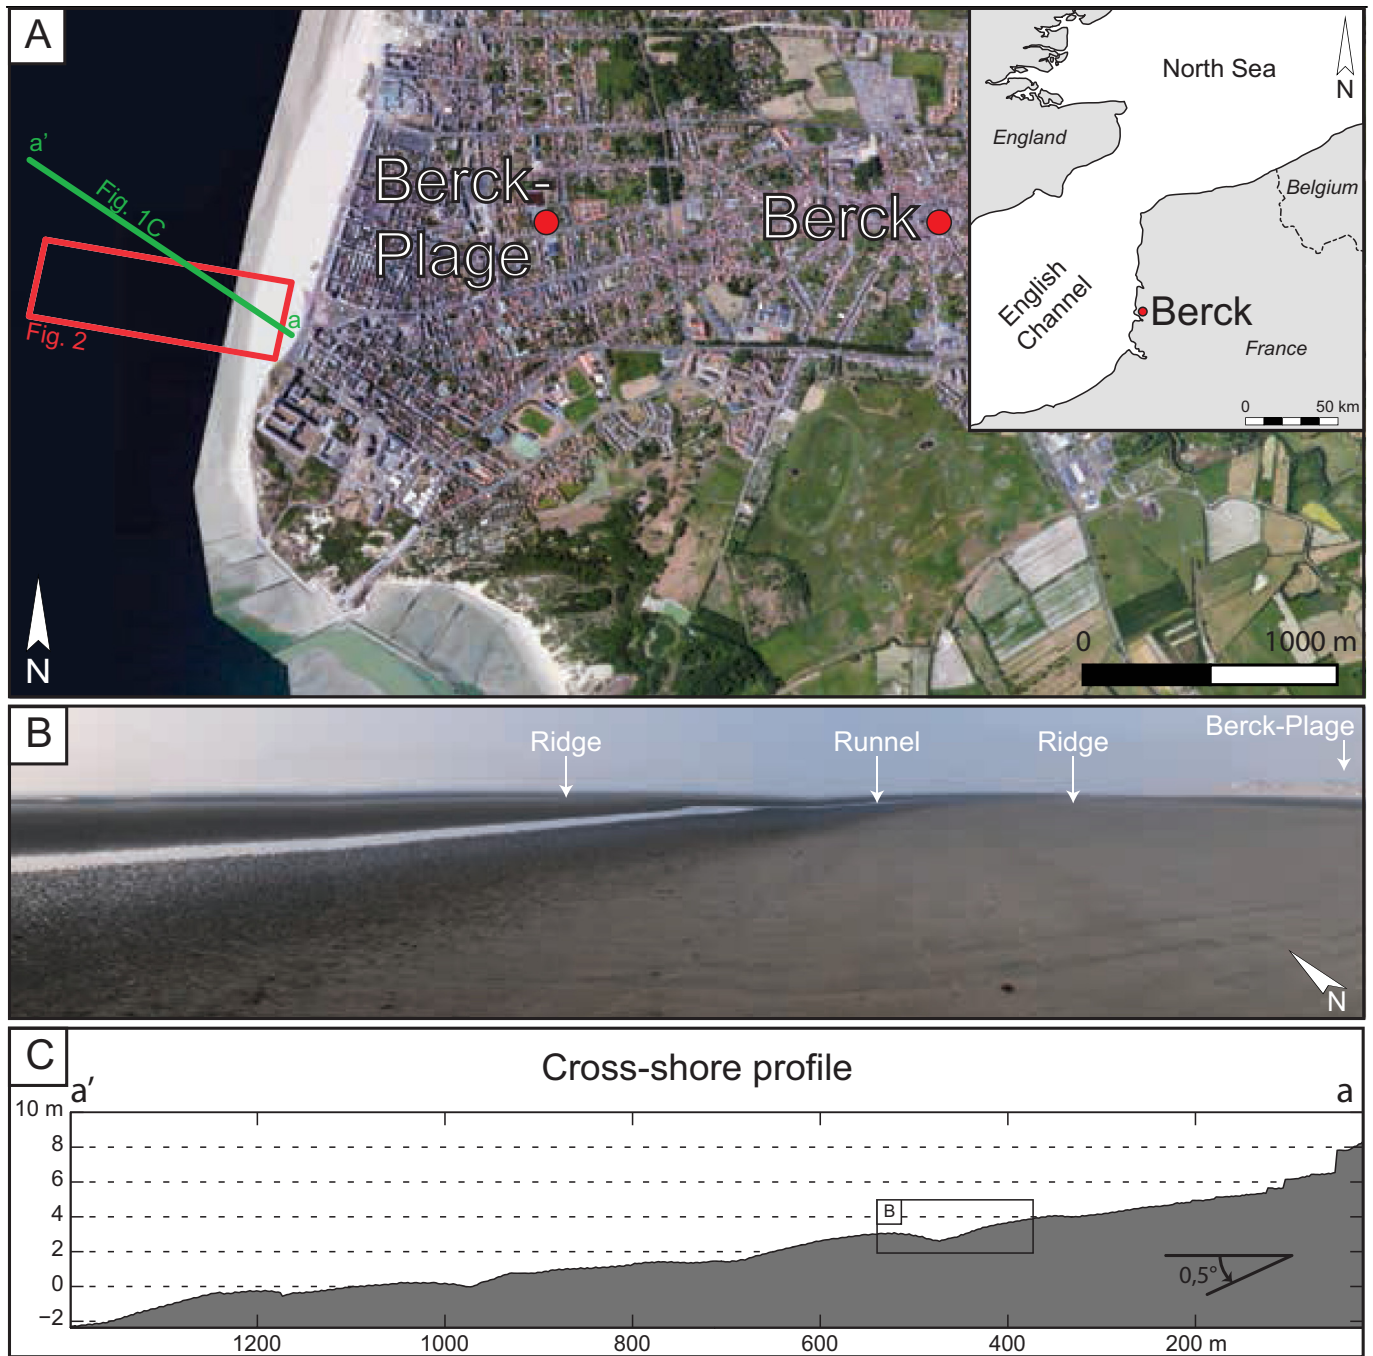 A
a'
Fig. 1C
a
Fig. 2
Berck-
Plage
Berck
N
0 1000 m
North Sea
N
England
Belgium
English
Channel
Berck
France
0 50 km
B
Ridge
Runnel
Ridge
Berck-Plage
N
C
Cross-shore profile
a'
a
10 m
8
6
4
2
0
−2
B
0,5°
1200
1000
800
600
400
200 m